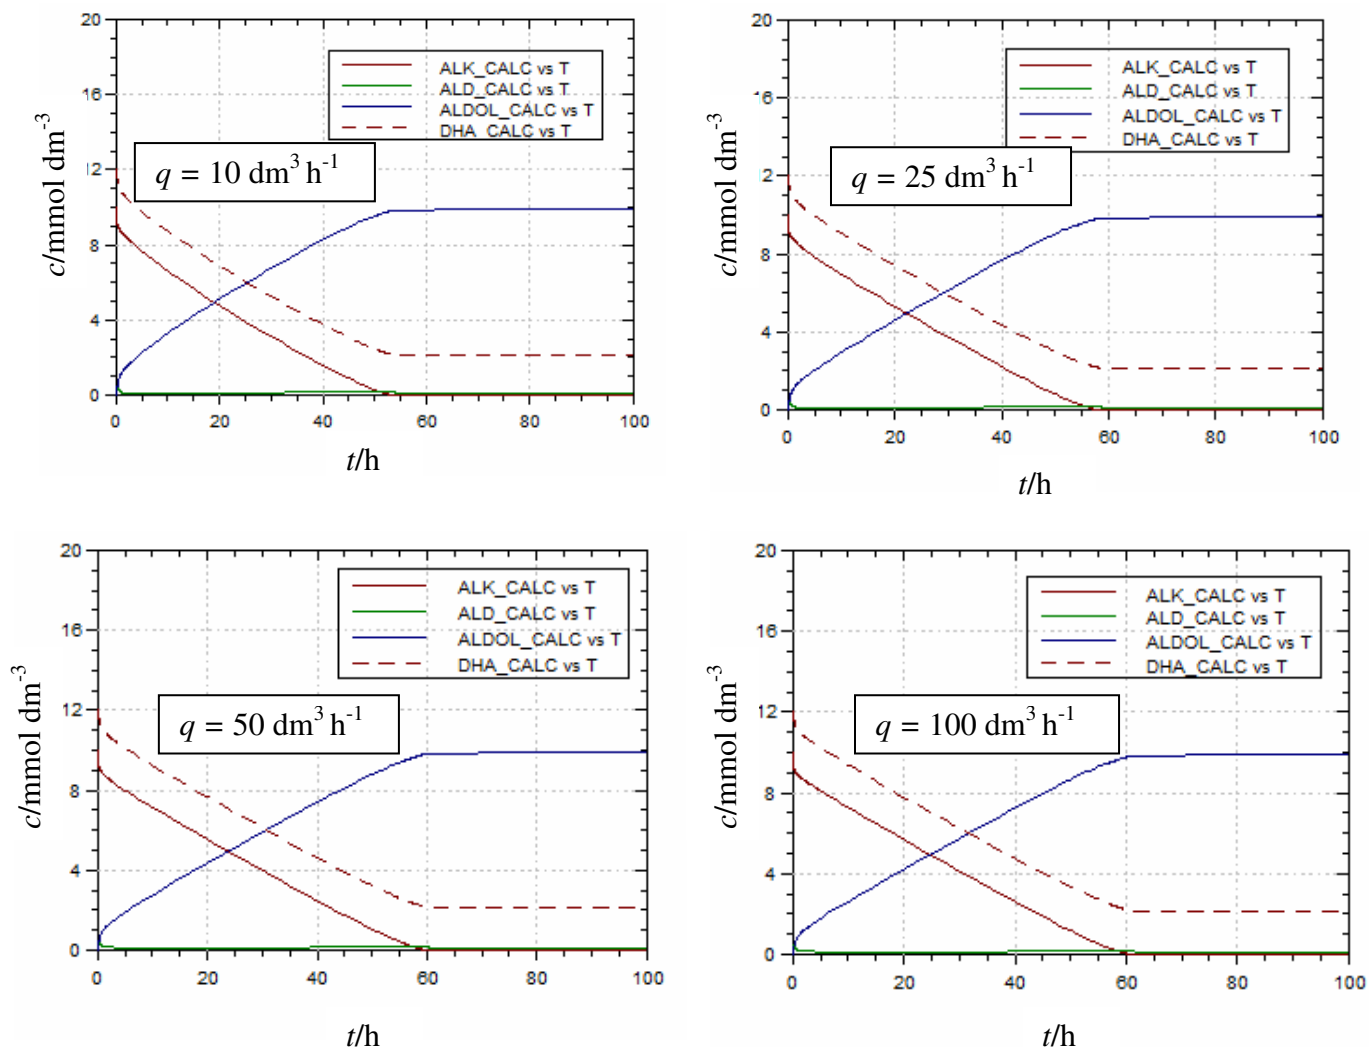 20
16
12
8
4
0
ALK_CALC vs T
ALD_CALC vs T
ALDOL_CALC vs T
DHA_CALC vs T
q = 10 dm³ h⁻¹
c/mmol dm⁻³
0 20 40 60 80 100
t/h
20
16
12
8
4
0
ALK_CALC vs T
ALD_CALC vs T
ALDOL_CALC vs T
DHA_CALC vs T
q = 25 dm³ h⁻¹
c/mmol dm⁻³
0 20 40 60 80 100
t/h
20
16
12
8
4
0
ALK_CALC vs T
ALD_CALC vs T
ALDOL_CALC vs T
DHA_CALC vs T
q = 50 dm³ h⁻¹
c/mmol dm⁻³
0 20 40 60 80 100
t/h
20
16
12
8
4
0
ALK_CALC vs T
ALD_CALC vs T
ALDOL_CALC vs T
DHA_CALC vs T
q = 100 dm³ h⁻¹
c/mmol dm⁻³
0 20 40 60 80 100
t/h